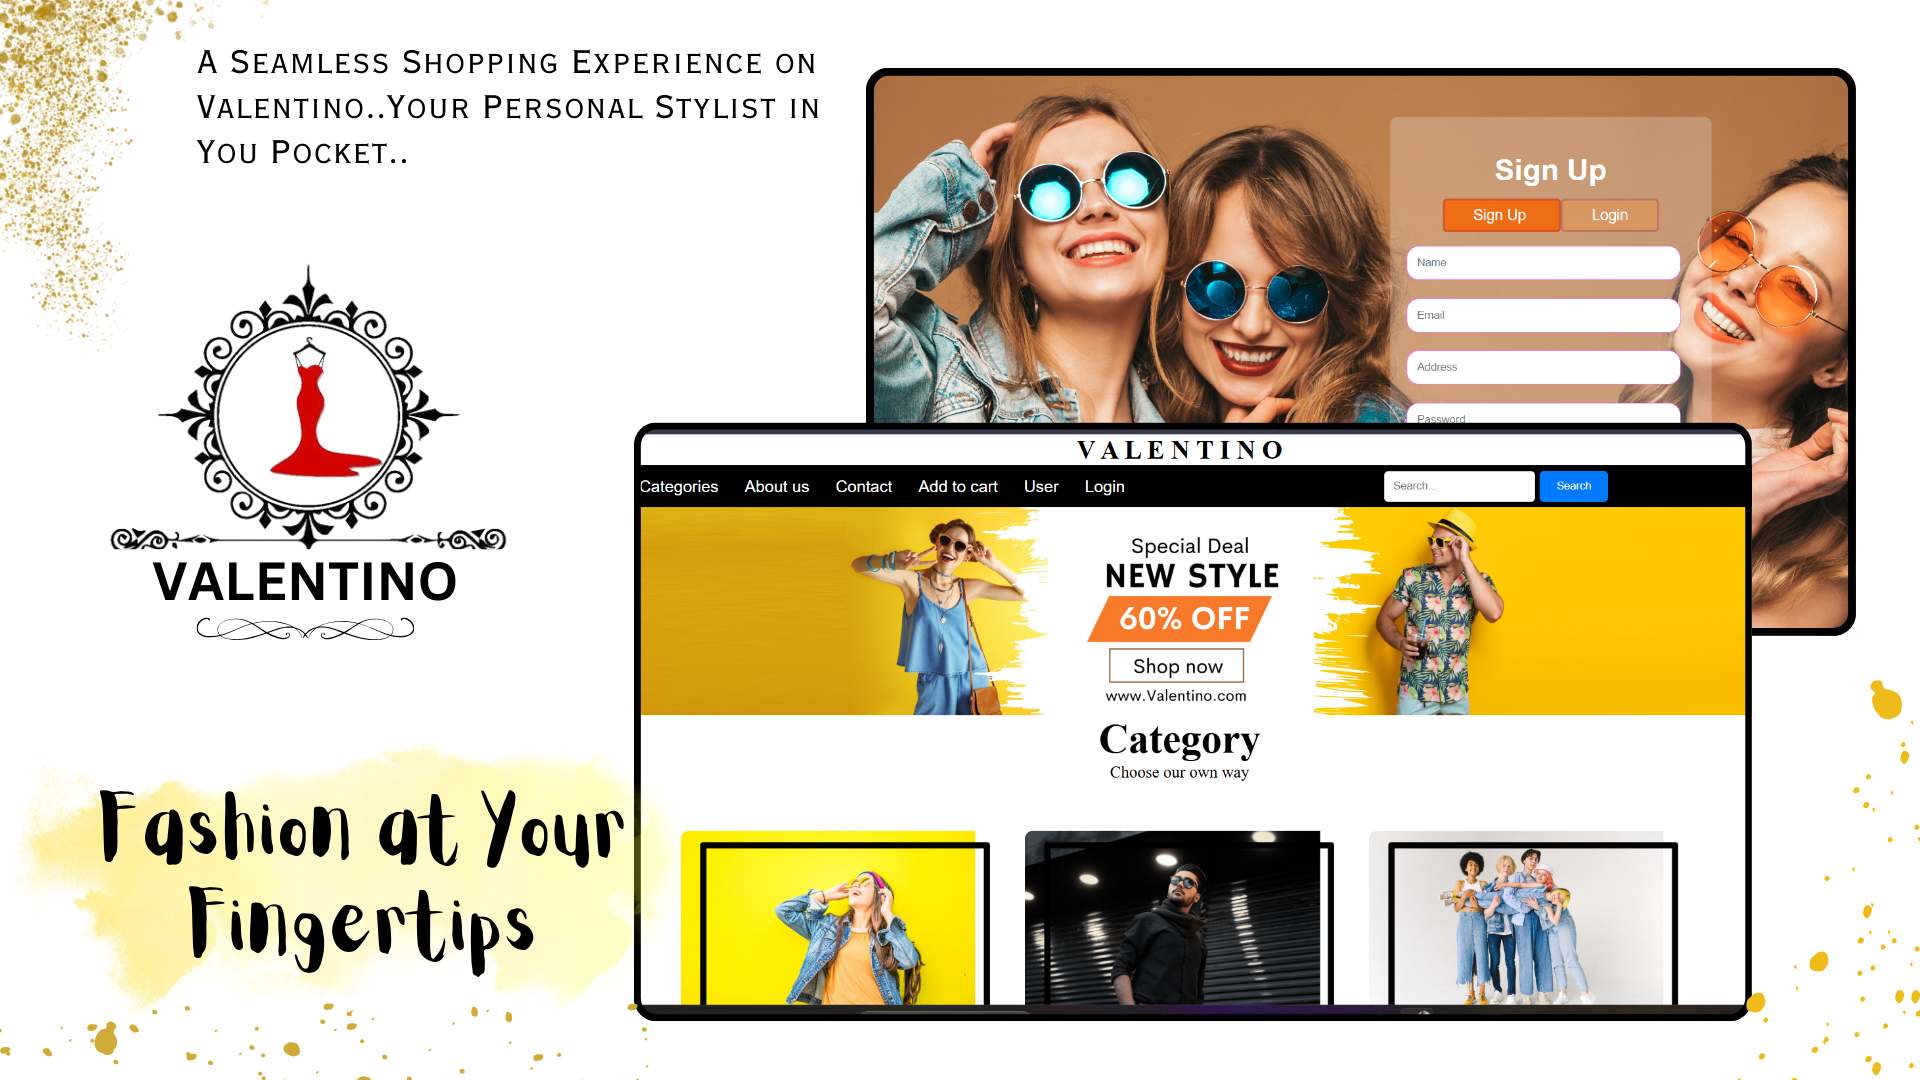 A Seamless Shopping Experience on
Valentino..Your Personal Stylist in
You Pocket..
VALENTINO
Fashion at Your
Fingertips
Sign Up
Sign Up Login
Name
Email
Address
Password
VALENTINO
Categories About us Contact Add to cart User Login Search... Search
Special Deal
NEW STYLE
60% OFF
Shop now
www.Valentino.com
Category
Choose our own way